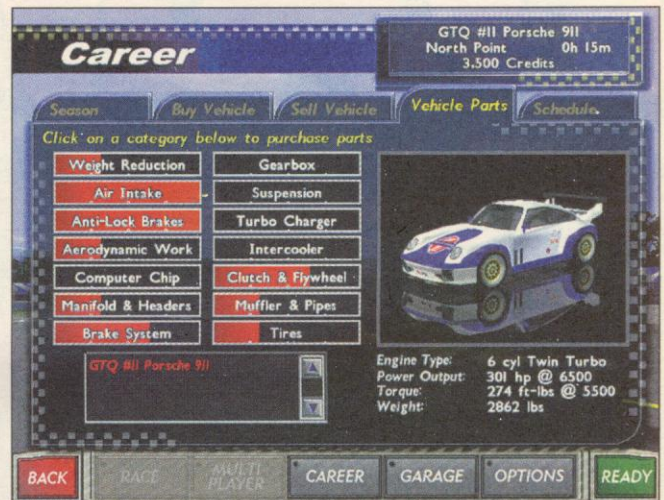 Career
GTQ #11 Porsche 911
North Point 0h 15m
3,500 Credits
Season Buy Vehicle Sell Vehicle Vehicle Parts Schedule
Click on a category below to purchase parts
Weight Reduction
Air Intake
Anti-Lock Brakes
Aerodynamic Work
Computer Chip
Manifold & Headers
Brake System
Gearbox
Suspension
Turbo Charger
Intercooler
Clutch & Flywheel
Muffler & Pipes
Tires
GTQ #11 Porsche 911
Engine Type: 6 cyl Twin Turbo
Power Output: 301 hp @ 6500
Torque: 274 ft-lbs @ 5500
Weight: 2862 lbs
BACK RACE MULTI PLAYER CAREER GARAGE OPTIONS READY